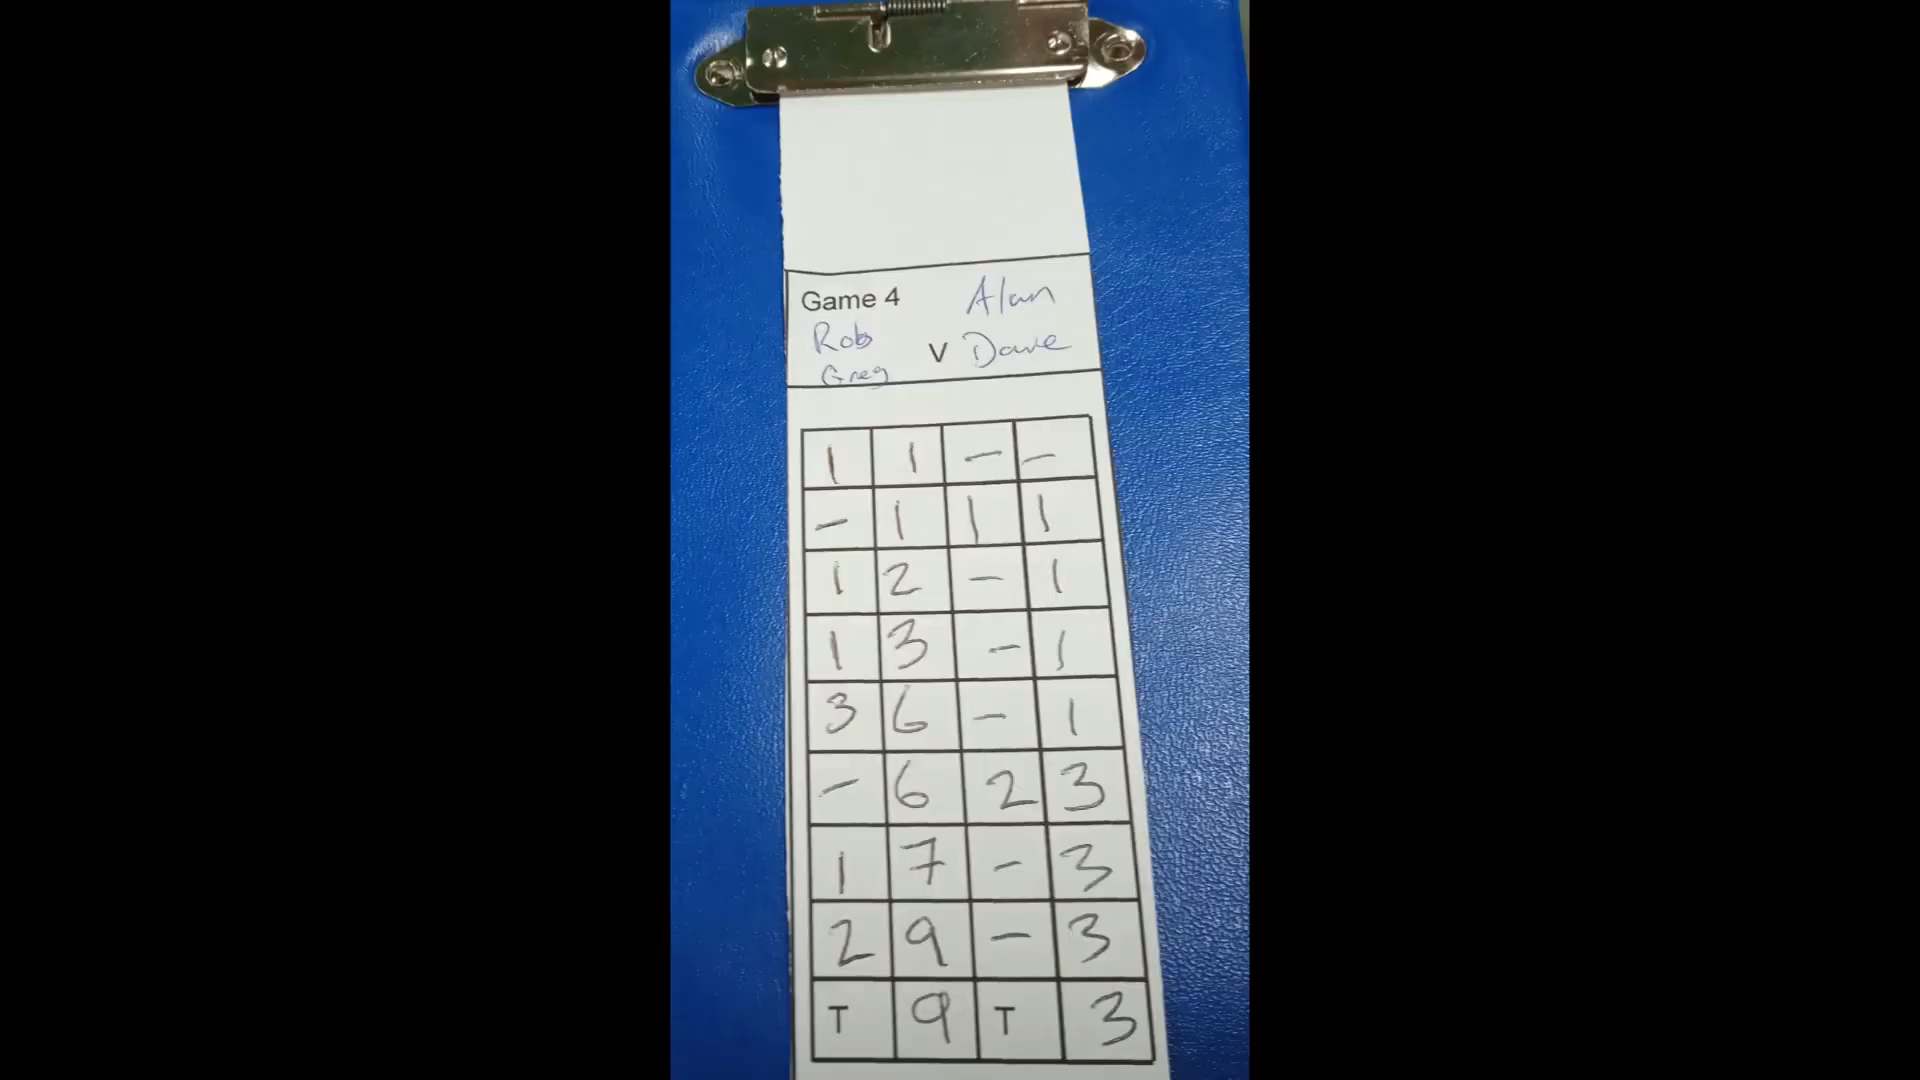 Game 4 Alan
Rob V Dave
Greg
1 1 - -
- 1 1 1
1 2 - 1
1 3 - 1
3 6 - 1
- 6 2 3
1 7 - 3
2 9 - 3
T 9 T 3